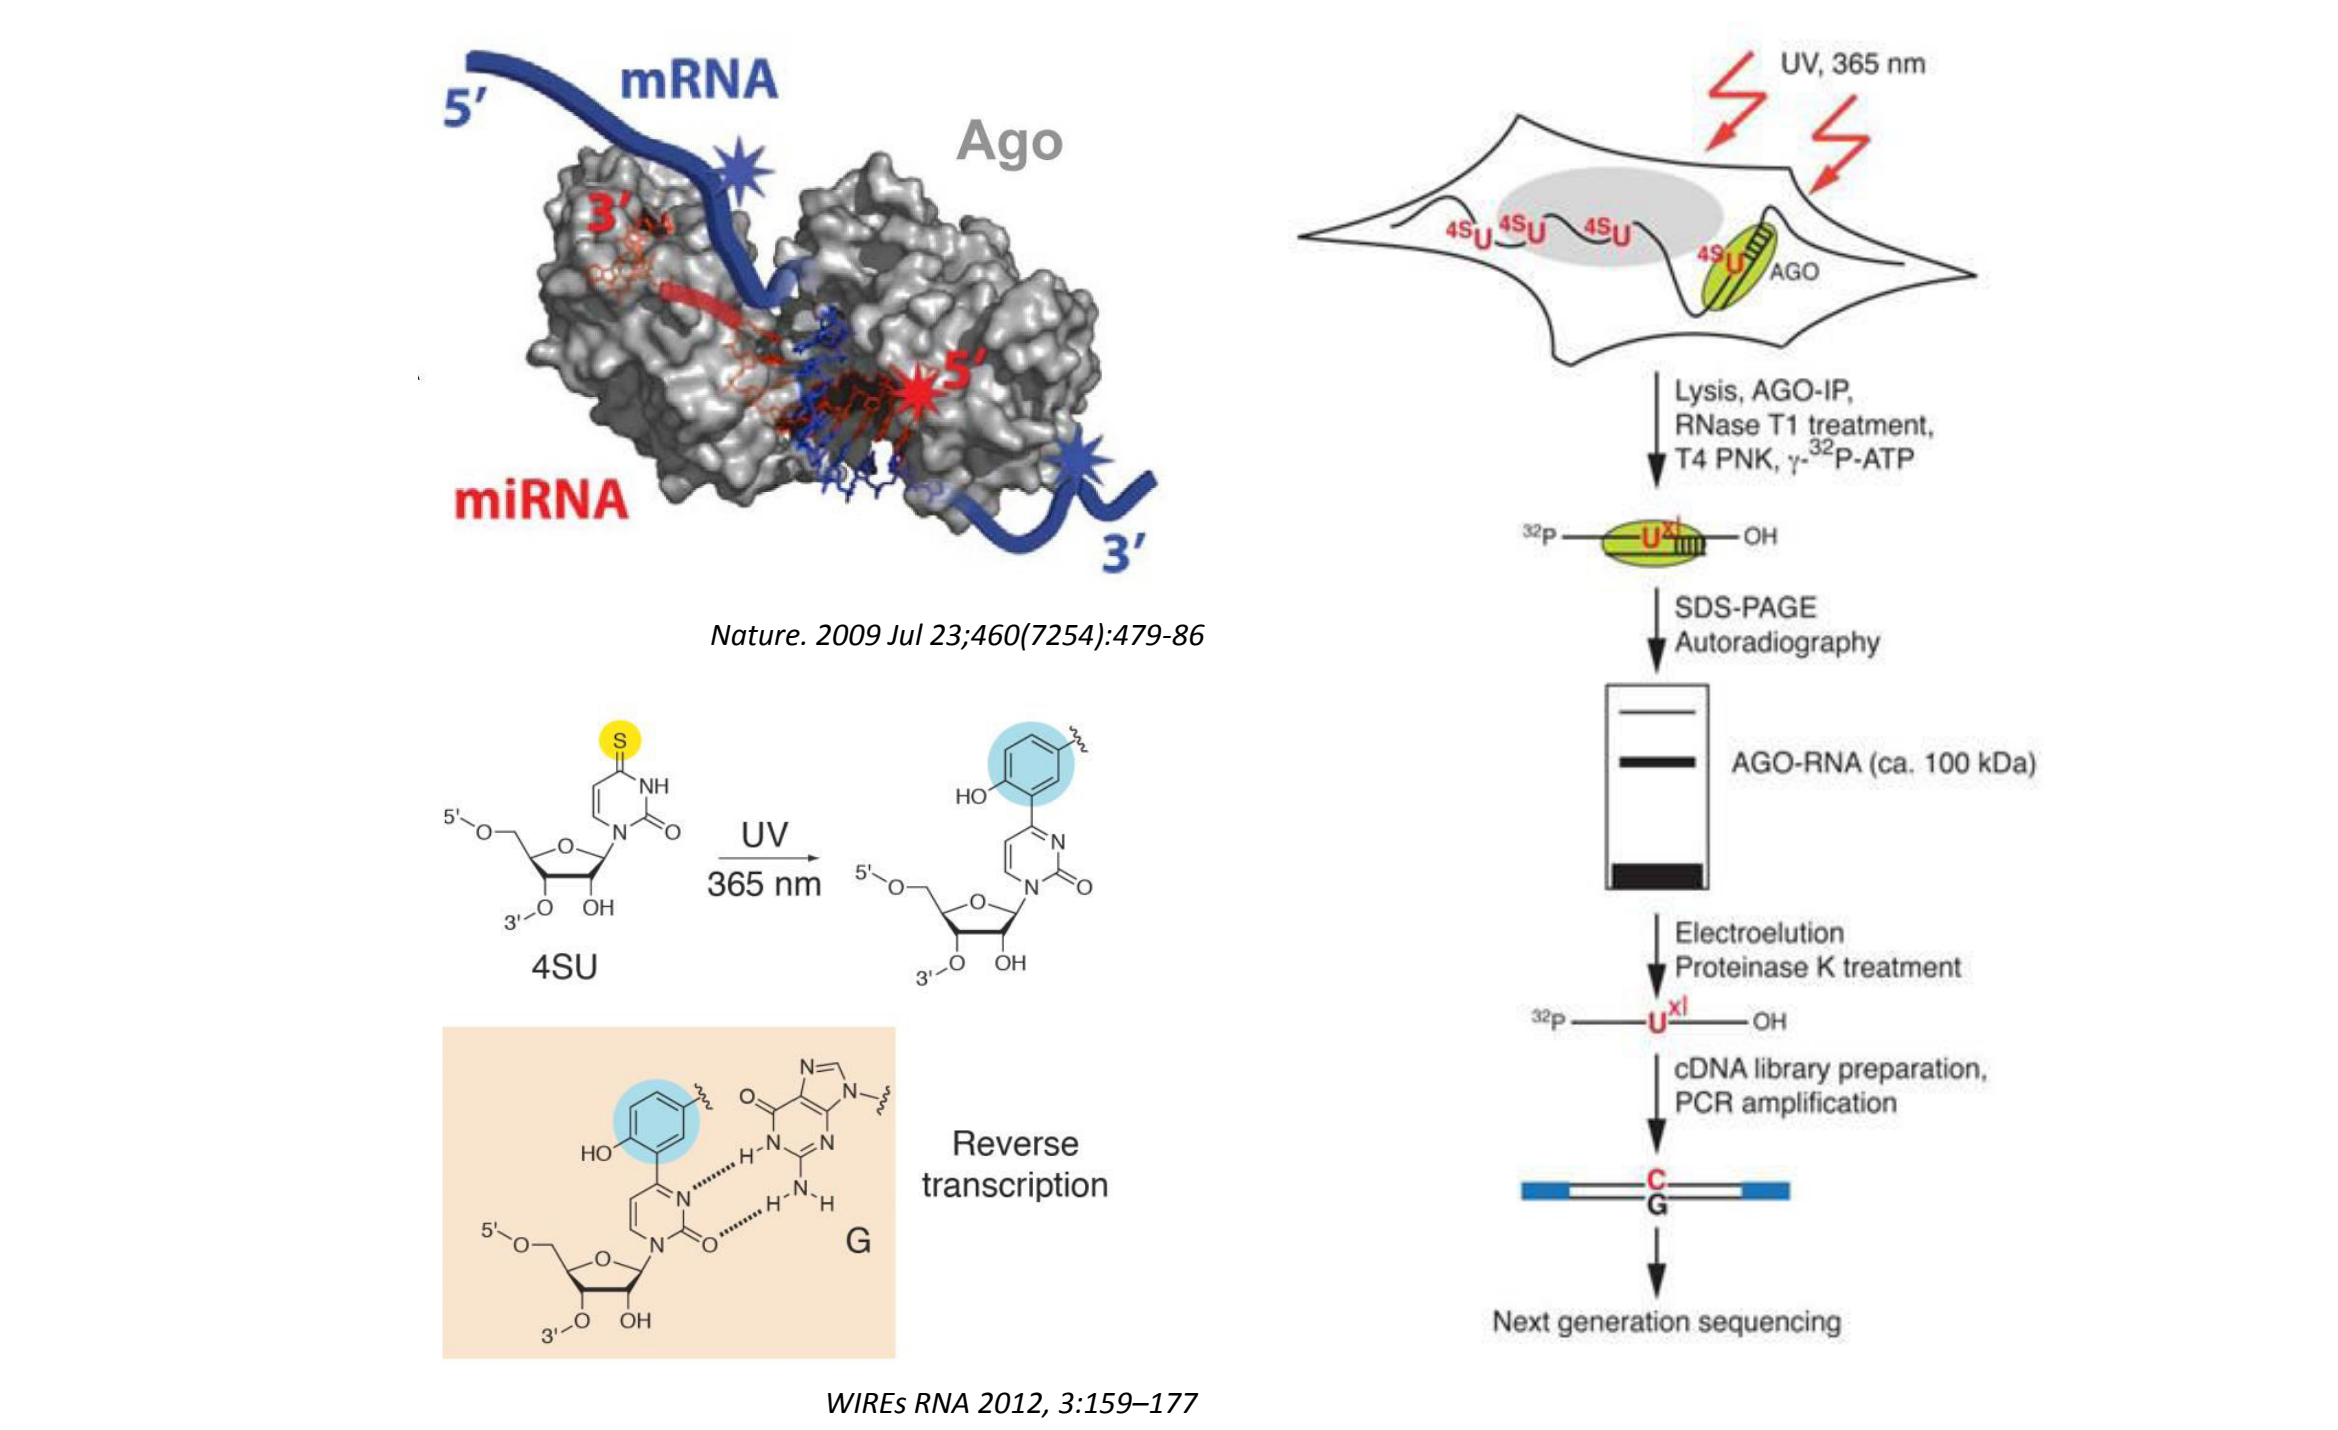 mRNA
5′
Ago
3′
5′
miRNA
3′
Nature. 2009 Jul 23;460(7254):479-86
S
NH
5'
O
O
N
O
O
OH
3'
4SU
UV
365 nm
HO
N
5'
O
N
O
O
O
OH
3'
N
O
N
HO
H
N
N
N
H
N
H
O
G
5'
O
N
O
O
OH
3'
Reverse
transcription
WIREs RNA 2012, 3:159–177
UV, 365 nm
4SU
4SU
4SU
4SU
AGO
Lysis, AGO-IP,
RNase T1 treatment,
T4 PNK, γ-32P-ATP
32P U xl OH
SDS-PAGE
Autoradiography
AGO-RNA (ca. 100 kDa)
Electroelution
Proteinase K treatment
32P U xl OH
cDNA library preparation,
PCR amplification
C
G
Next generation sequencing